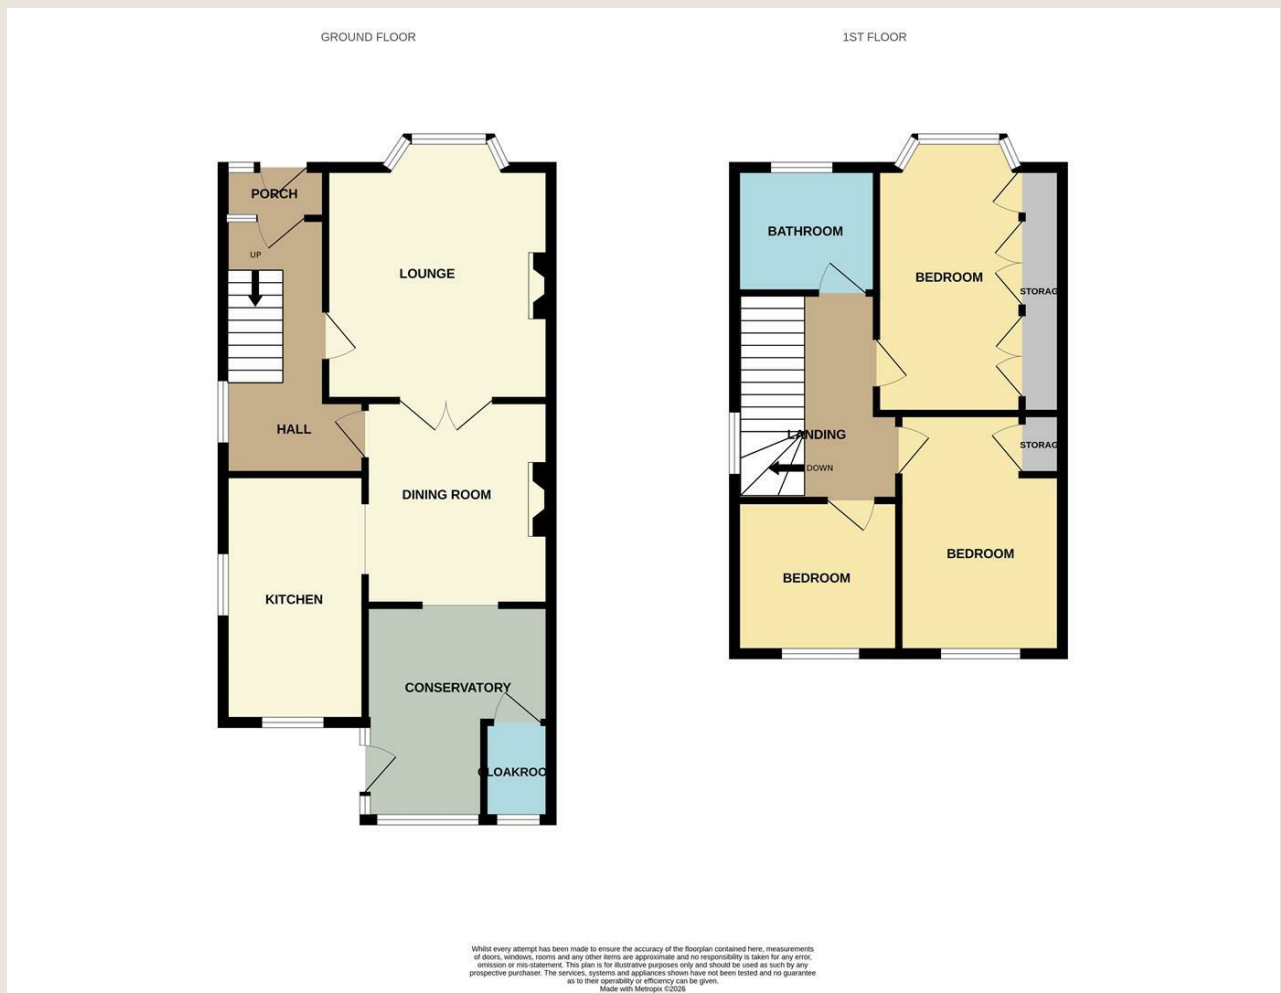 GROUND FLOOR
1ST FLOOR
PORCH
UP
LOUNGE
HALL
DINING ROOM
KITCHEN
CONSERVATORY
CLOAKROO
BATHROOM
BEDROOM
STORAG
LANDING
STORAG
DOWN
BEDROOM
BEDROOM
Whilst every attempt has been made to ensure the accuracy of the floorplan contained here, measurements
of doors, windows, rooms and any other items are approximate and no responsibility is taken for any error,
omission or mis-statement. This plan is for illustrative purposes only and should be used as such by any
prospective purchaser. The services, systems and appliances shown have not been tested and no guarantee
as to their operability or efficiency can be given.
Made with Metropix ©2026